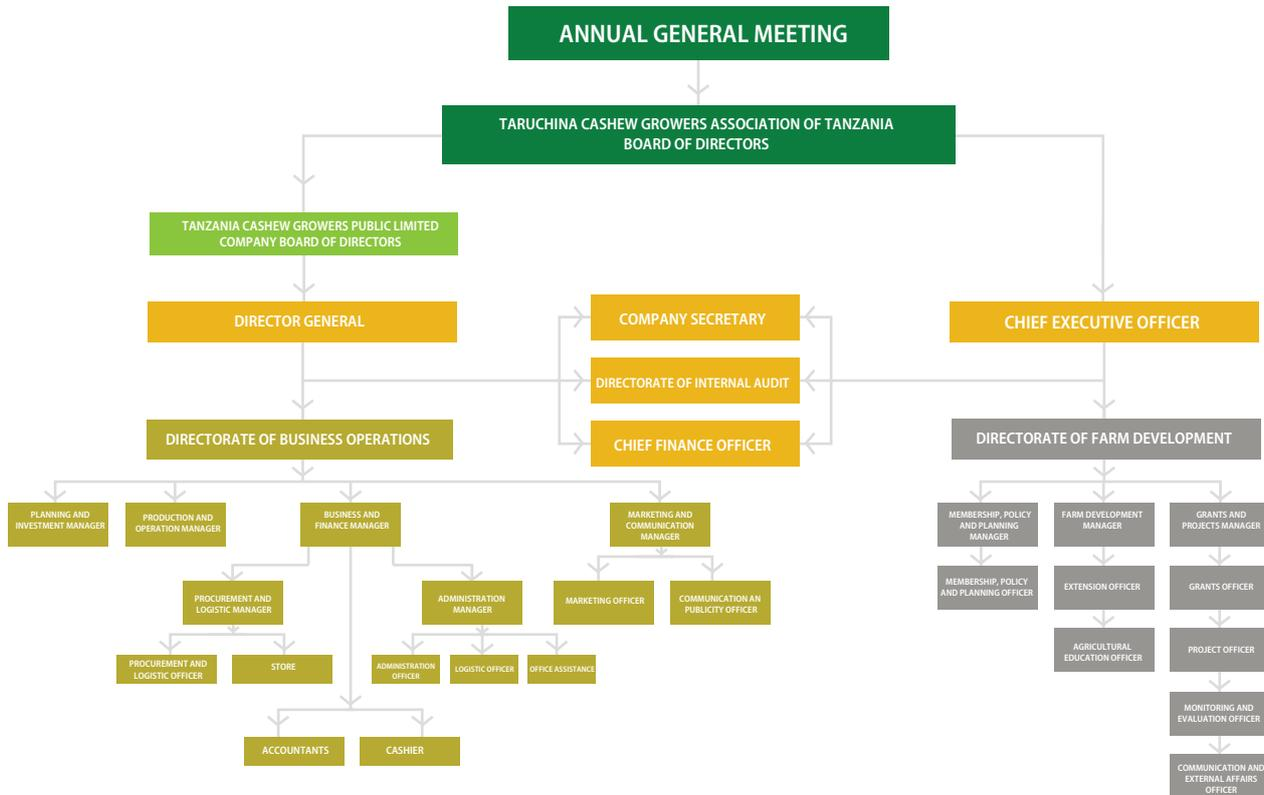 ANNUAL GENERAL MEETING
TARUCHINA CASHEW GROWERS ASSOCIATION OF TANZANIA
BOARD OF DIRECTORS
TANZANIA CASHEW GROWERS PUBLIC LIMITED
COMPANY BOARD OF DIRECTORS
DIRECTOR GENERAL
COMPANY SECRETARY
CHIEF EXECUTIVE OFFICER
DIRECTORATE OF INTERNAL AUDIT
CHIEF FINANCE OFFICER
DIRECTORATE OF BUSINESS OPERATIONS
DIRECTORATE OF FARM DEVELOPMENT
PLANNING AND
INVESTMENT MANAGER
PRODUCTION AND
OPERATION MANAGER
BUSINESS AND
FINANCE MANAGER
MARKETING AND
COMMUNICATION
MANAGER
MEMBERSHIP, POLICY
AND PLANNING
MANAGER
FARM DEVELOPMENT
MANAGER
GRANTS AND
PROJECTS MANAGER
PROCUREMENT AND
LOGISTIC MANAGER
ADMINISTRATION
MANAGER
MARKETING OFFICER
COMMUNICATION AN
PUBLICITY OFFICER
MEMBERSHIP, POLICY
AND PLANNING OFFICER
EXTENSION OFFICER
GRANTS OFFICER
PROCUREMENT AND
LOGISTIC OFFICER
STORE
ADMINISTRATION
OFFICER
LOGISTIC OFFICER
OFFICE ASSISTANCE
AGRICULTURAL
EDUCATION OFFICER
PROJECT OFFICER
MONITORING AND
EVALUATION OFFICER
ACCOUNTANTS
CASHIER
COMMUNICATION AND
EXTERNAL AFFAIRS
OFFICER